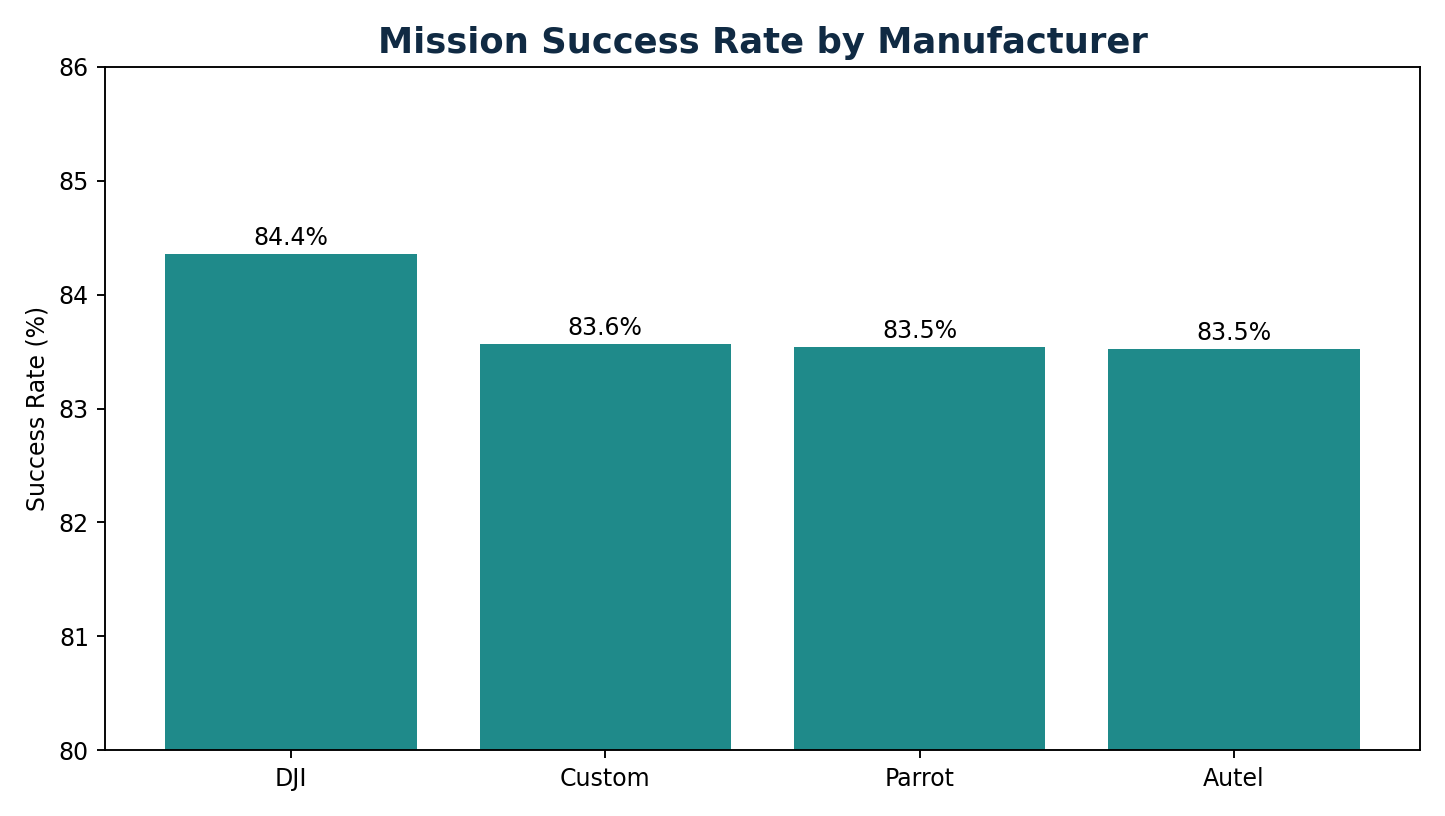 Mission Success Rate by Manufacturer
86
85
84
83
82
81
80
Success Rate (%)
84.4%
83.6%
83.5%
83.5%
DJI
Custom
Parrot
Autel